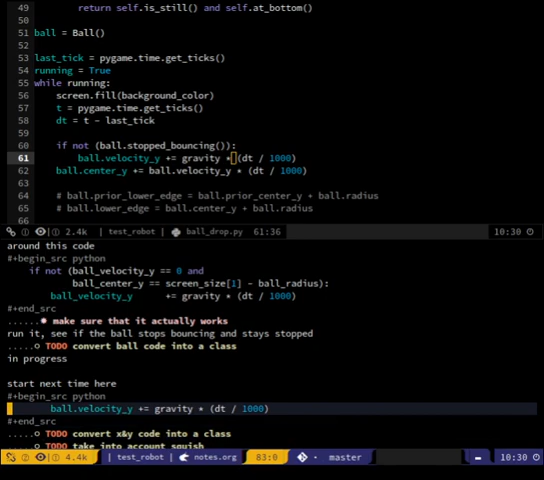 49 return self.is_still() and self.at_bottom()
50
51 ball = Ball()
52
53 last_tick = pygame.time.get_ticks()
54 running = True
55 while running:
56 screen.fill(background_color)
57 t = pygame.time.get_ticks()
58 dt = t - last_tick
59
60 if not (ball.stopped_bouncing()):
61 ball.velocity_y += gravity * (dt / 1000)
62 ball.center_y += ball.velocity_y * (dt / 1000)
63
64 # ball.prior_lower_edge = ball.prior_center_y + ball.radius
65 # ball.lower_edge = ball.center_y + ball.radius
66
2.4k | test_robot ball_drop.py 61:36 10:30
around this code
#+begin_src python
if not (ball_velocity_y == 0 and
ball_center_y == screen_size[1] - ball_radius):
ball_velocity_y += gravity * (dt / 1000)
#+end_src
......* make sure that it actually works
run it, see if the ball stops bouncing and stays stopped
.....o TODO convert ball code into a class
in progress
start next time here
#+begin_src python
ball.velocity_y += gravity * (dt / 1000)
#+end_src
.....o TODO convert x&y code into a class
.....o TODO take into account squish
4.4k | test_robot notes.org 83:0 master 10:30